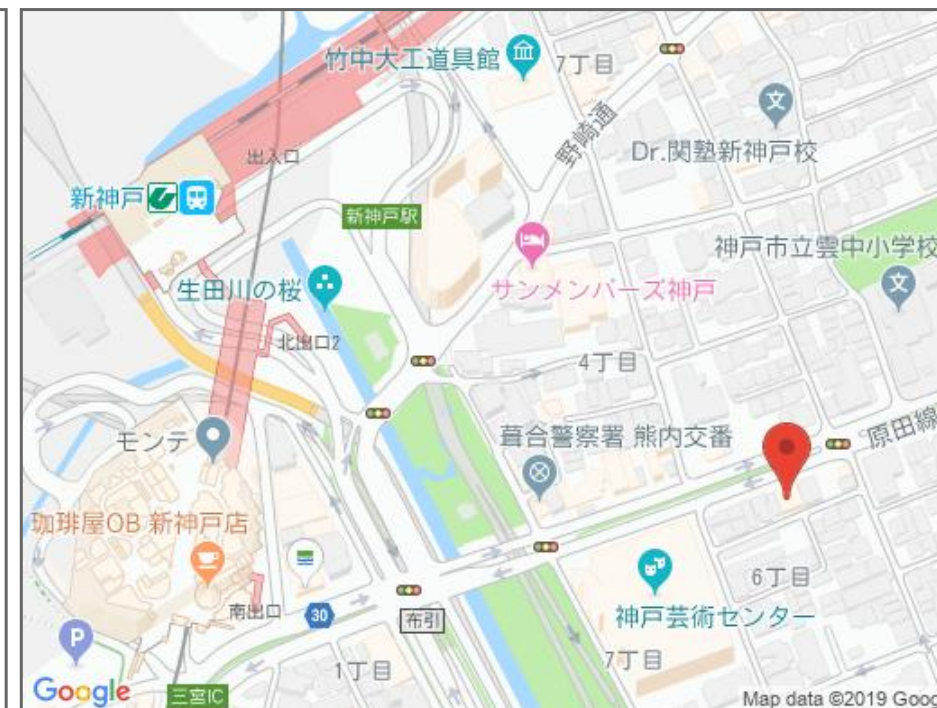 竹中大工道具館
7丁目
野崎通
Dr.関塾新神戸校
出入口
新神戸
新神戸駅
神戸市立雲中小学校
生田川の桜
サンメンバーズ神戸
北出口2
4丁目
モンテ
葺合警察署 熊内交番
原田線
珈琲屋OB 新神戸店
6丁目
南出口
30
布引
神戸芸術センター
P
1丁目
7丁目
Google
三宮IC
Map data ©2019 Goog